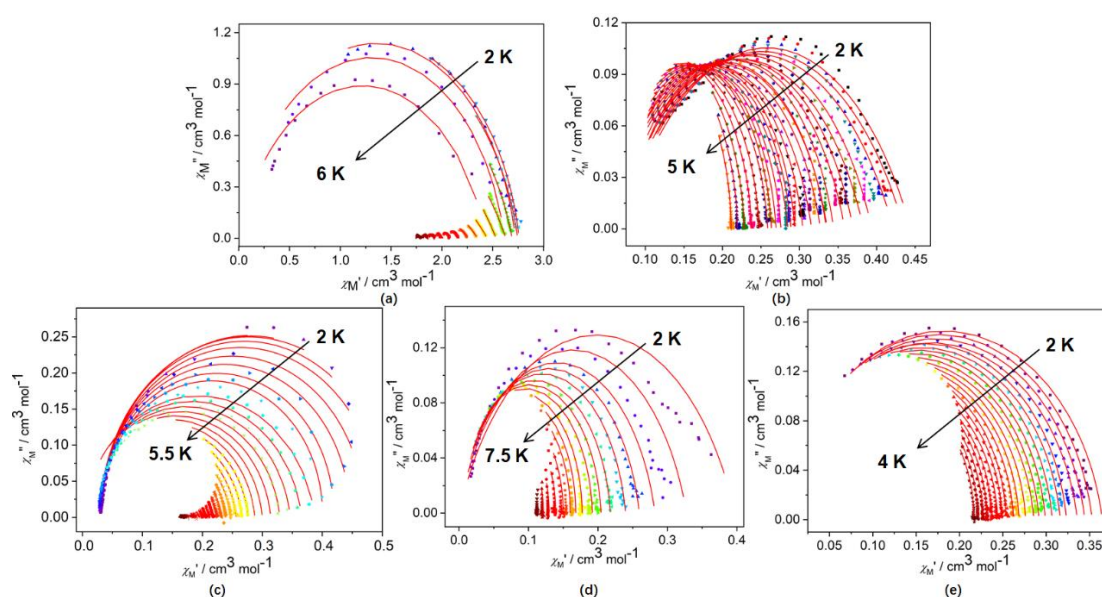 1.2
0.9
0.6
0.3
0.0
0.0 0.5 1.0 1.5 2.0 2.5 3.0
χM'' / cm³ mol⁻¹
χM' / cm³ mol⁻¹
2 K
6 K
(a)
0.12
0.09
0.06
0.03
0.00
0.10 0.15 0.20 0.25 0.30 0.35 0.40 0.45
χM'' / cm³ mol⁻¹
χM' / cm³ mol⁻¹
2 K
5 K
(b)
0.25
0.20
0.15
0.10
0.05
0.00
0.0 0.1 0.2 0.3 0.4 0.5
χM'' / cm³ mol⁻¹
χM' / cm³ mol⁻¹
2 K
5.5 K
(c)
0.12
0.08
0.04
0.00
0.0 0.1 0.2 0.3 0.4
χM'' / cm³ mol⁻¹
χM' / cm³ mol⁻¹
2 K
7.5 K
(d)
0.16
0.12
0.08
0.04
0.00
0.05 0.10 0.15 0.20 0.25 0.30 0.35
χM'' / cm³ mol⁻¹
χM' / cm³ mol⁻¹
2 K
4 K
(e)